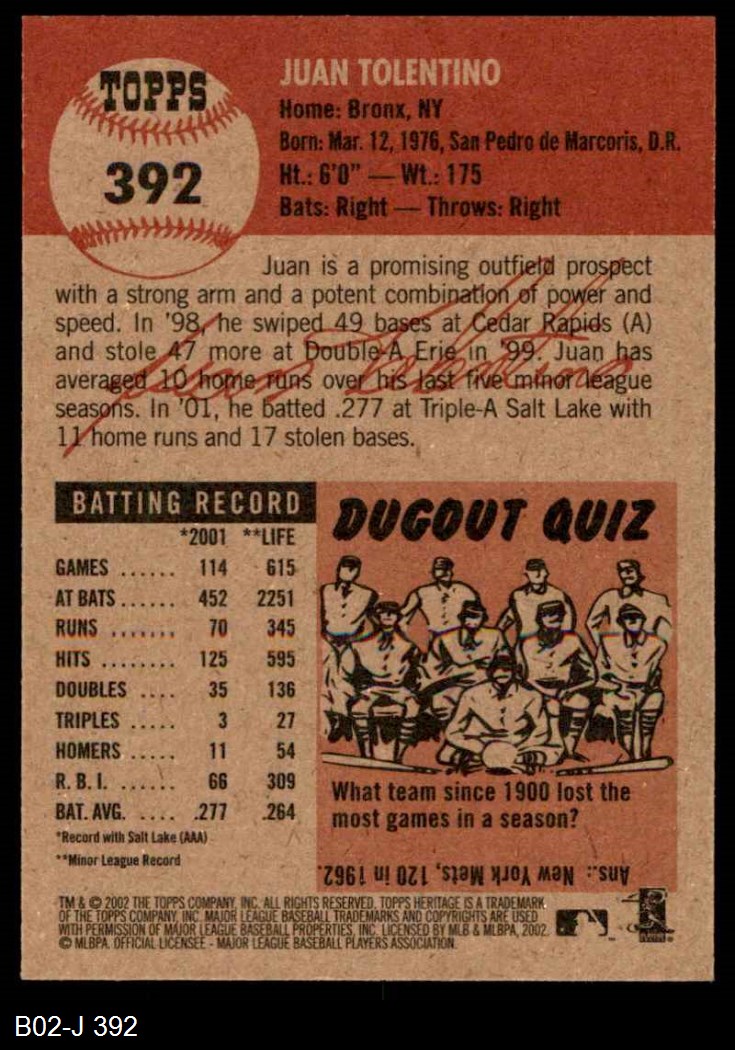 TOPPS
392
JUAN TOLENTINO
Home: Bronx, NY
Born: Mar. 12, 1976, San Pedro de Marcoris, D.R.
Ht.: 6'0" — Wt.: 175
Bats: Right — Throws: Right
Juan is a promising outfield prospect
with a strong arm and a potent combination of power and
speed. In '98, he swiped 49 bases at Cedar Rapids (A)
and stole 47 more at Double-A Erie in '99. Juan has
averaged 10 home runs over his last five minor league
seasons. In '01, he batted .277 at Triple-A Salt Lake with
11 home runs and 17 stolen bases.
Juan Tolentino
BATTING RECORD
*2001 **LIFE
GAMES ...... 114 615
AT BATS ...... 452 2251
RUNS ....... 70 345
HITS ........ 125 595
DOUBLES .... 35 136
TRIPLES ..... 3 27
HOMERS ..... 11 54
R.B.I. ...... 66 309
BAT. AVG. .... .277 .264
*Record with Salt Lake (AAA)
**Minor League Record
DUGOUT QUIZ
What team since 1900 lost the
most games in a season?
Ans.: New York Mets, 120 in 1962.
TM & © 2002 THE TOPPS COMPANY, INC. ALL RIGHTS RESERVED. TOPPS HERITAGE IS A TRADEMARK
OF THE TOPPS COMPANY, INC. MAJOR LEAGUE BASEBALL TRADEMARKS AND COPYRIGHTS ARE USED
WITH PERMISSION OF MAJOR LEAGUE BASEBALL PROPERTIES, INC. LICENSED BY MLB & MLBPA, 2002.
© MLBPA. OFFICIAL LICENSEE - MAJOR LEAGUE BASEBALL PLAYERS ASSOCIATION.
B02-J 392